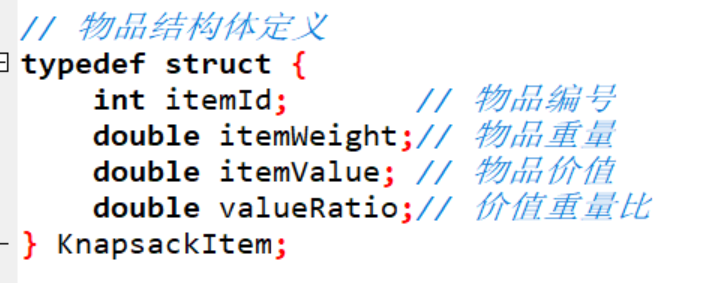 // 物品结构体定义
typedef struct {
    int itemId;       // 物品编号
    double itemWeight;// 物品重量
    double itemValue; // 物品价值
    double valueRatio;// 价值重量比
} KnapsackItem;